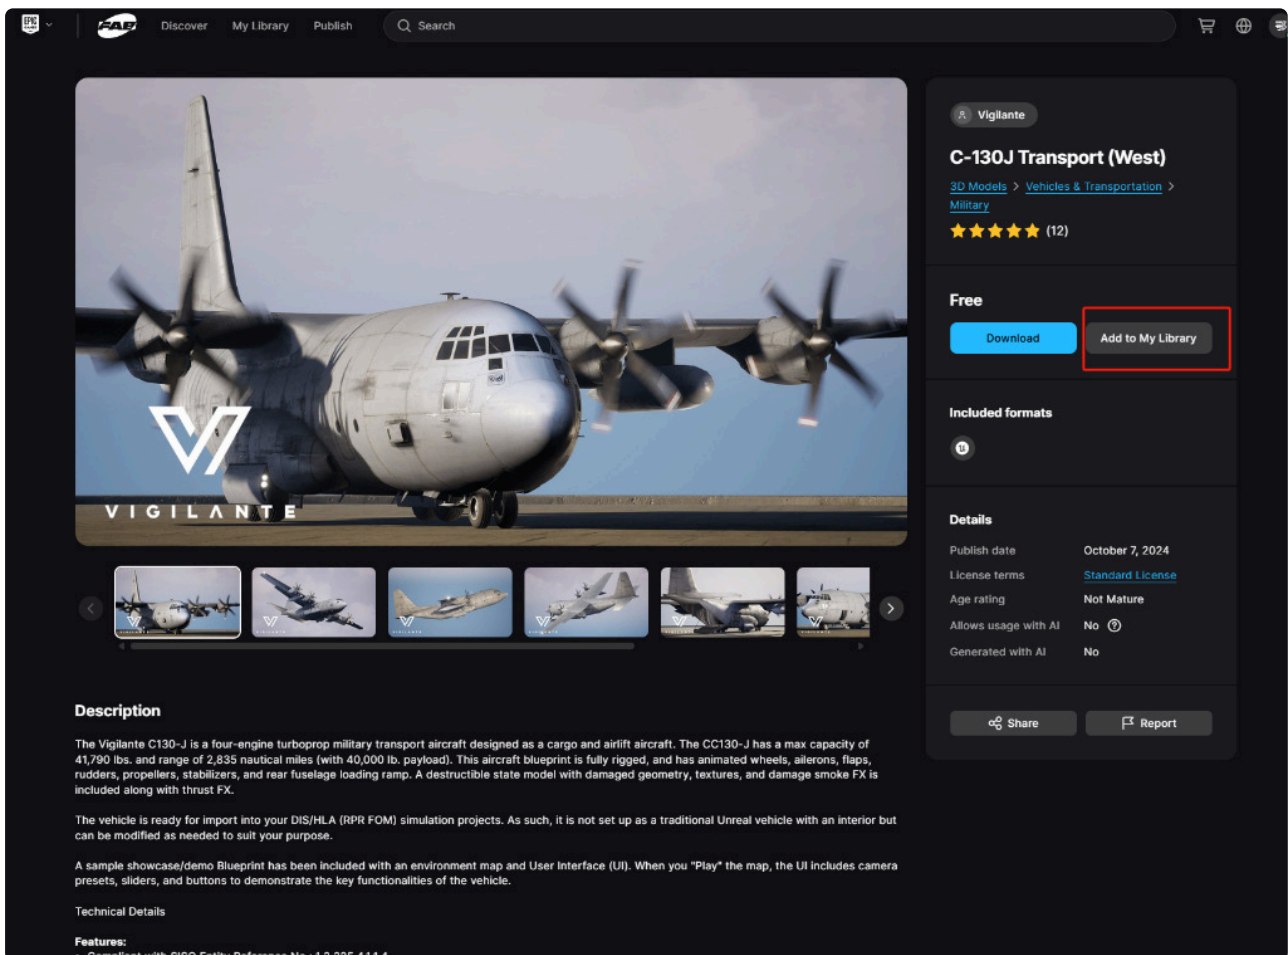 EPIC
GAMES
FAB
Discover
My Library
Publish
Search
Vigilante
C-130J Transport (West)
3D Models > Vehicles & Transportation >
Military
(12)
Free
Download
Add to My Library
Included formats
Details
Publish date October 7, 2024
License terms Standard License
Age rating Not Mature
Allows usage with AI No
Generated with AI No
Share
Report
VIGILANTE
Description
The Vigilante C130-J is a four-engine turboprop military transport aircraft designed as a cargo and airlift aircraft. The CC130-J has a max capacity of
41,790 lbs. and range of 2,835 nautical miles (with 40,000 lb. payload). This aircraft blueprint is fully rigged, and has animated wheels, ailerons, flaps,
rudders, propellers, stabilizers, and rear fuselage loading ramp. A destructible state model with damaged geometry, textures, and damage smoke FX is
included along with thrust FX.
The vehicle is ready for import into your DIS/HLA (RPR FOM) simulation projects. As such, it is not set up as a traditional Unreal vehicle with an interior but
can be modified as needed to suit your purpose.
A sample showcase/demo Blueprint has been included with an environment map and User Interface (UI). When you "Play" the map, the UI includes camera
presets, sliders, and buttons to demonstrate the key functionalities of the vehicle.
Technical Details
Features: